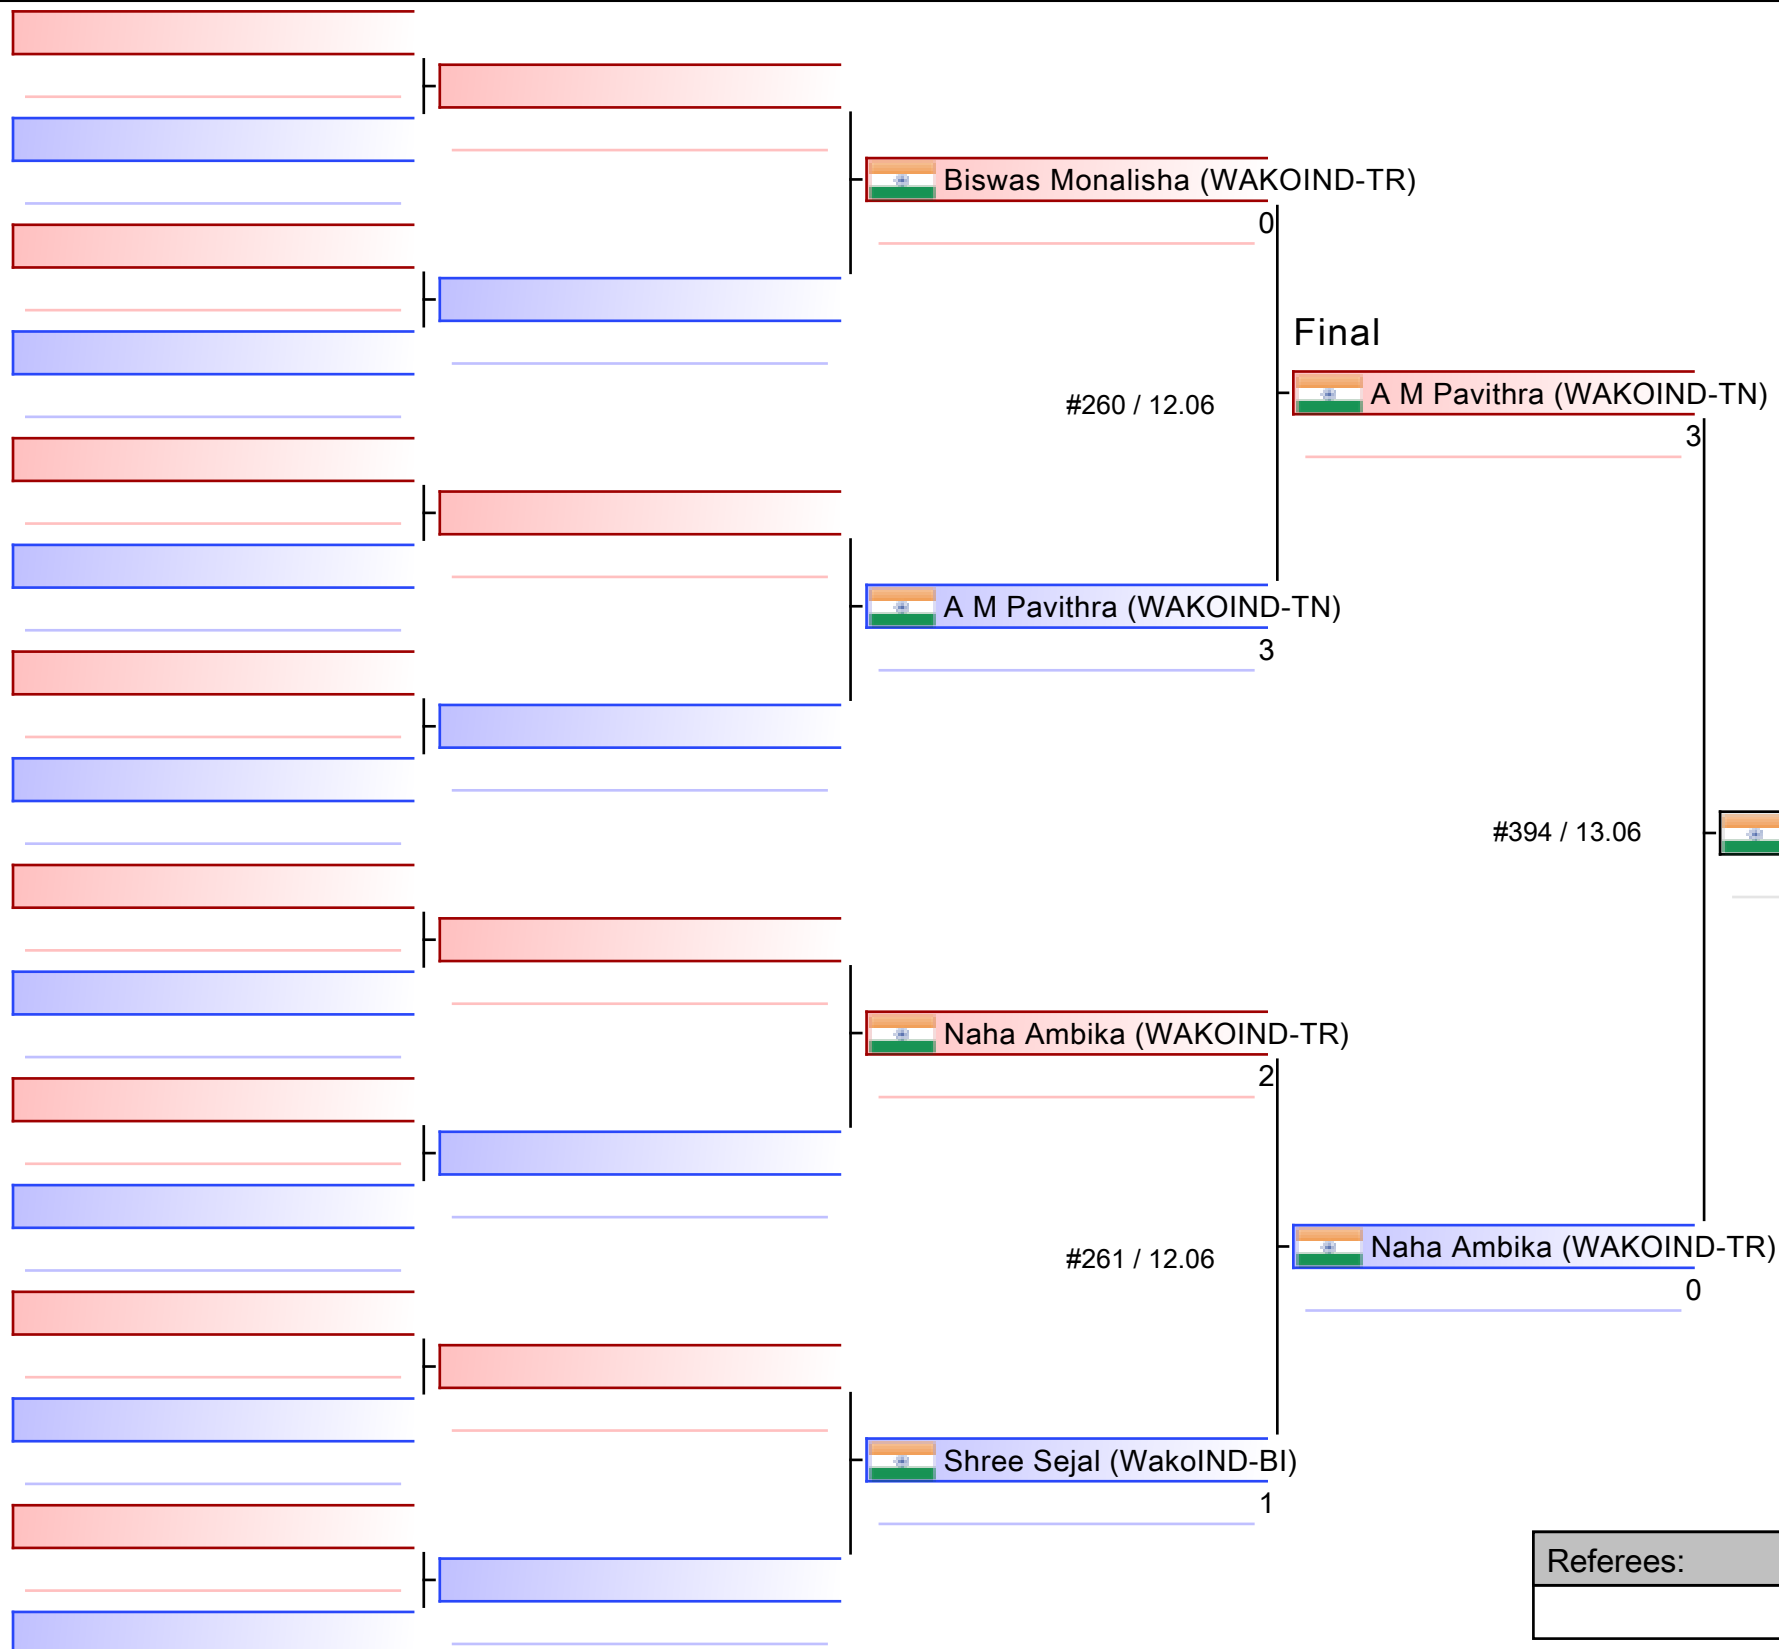 Biswas Monalisha (WAKOIND-TR)
0
Final
#260 / 12.06
A M Pavithra (WAKOIND-TN)
3
A M Pavithra (WAKOIND-TN)
3
#394 / 13.06
Naha Ambika (WAKOIND-TR)
2
#261 / 12.06
Naha Ambika (WAKOIND-TR)
0
Shree Sejal (WakoIND-BI)
1
Referees: